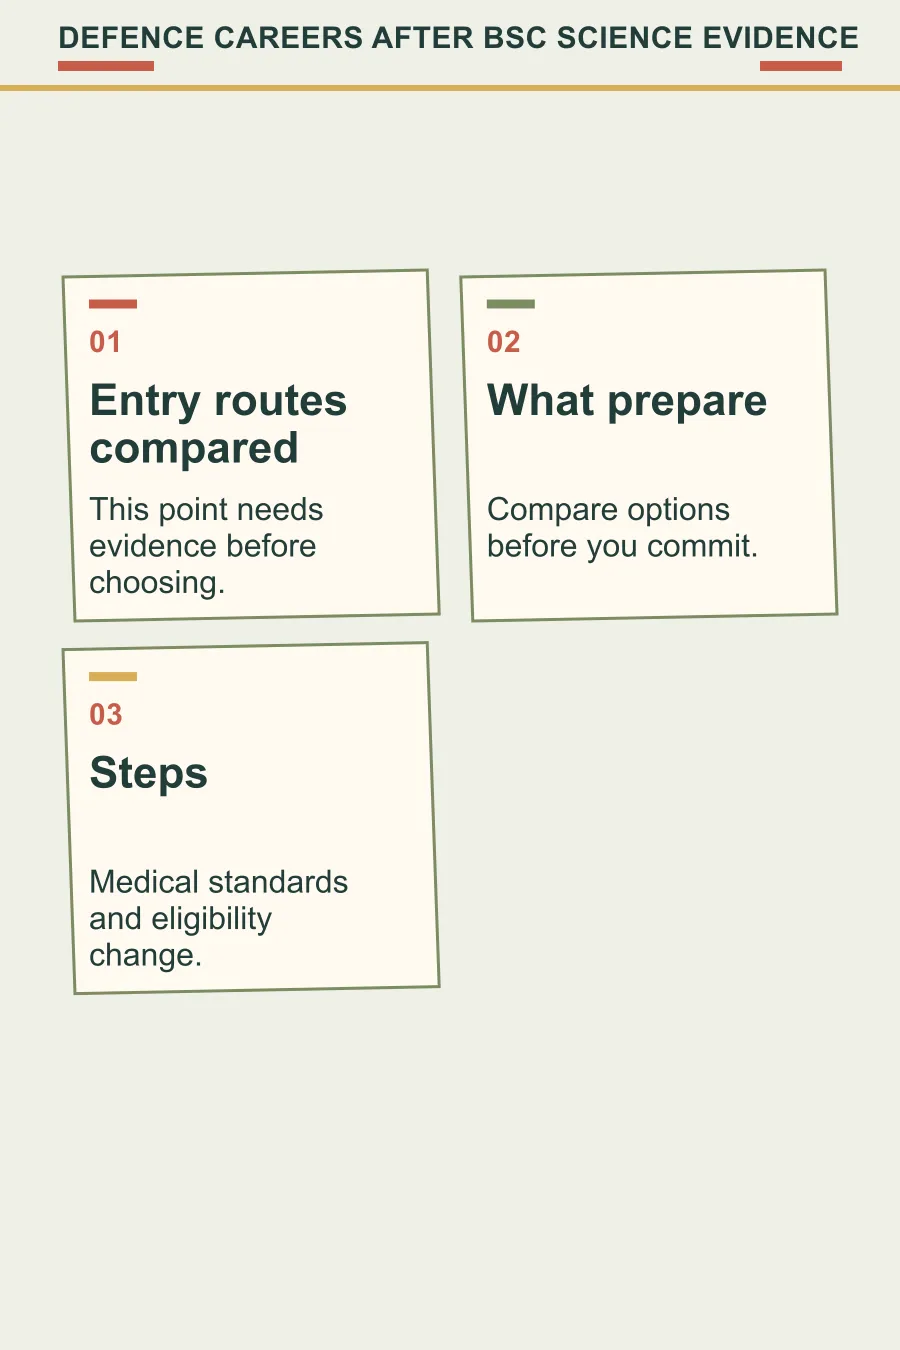 DEFENCE CAREERS AFTER BSC SCIENCE EVIDENCE
01
Entry routes
compared
This point needs
evidence before
choosing.
02
What prepare
Compare options
before you commit.
03
Steps
Medical standards
and eligibility
change.